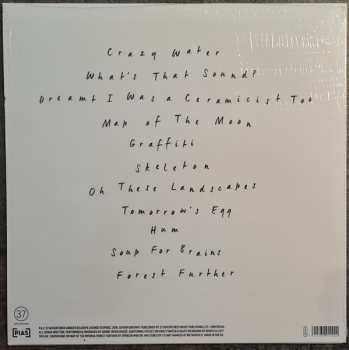 Crazy Water
What's That Sound?
Dreamt I Was a Ceramicist Too
Map of The Moon
Graffiti
Skeleton
Oh These Landscapes
Tomorrow's Egg
Hum
Soup For Brains
Forest Further
37
[PIAS]